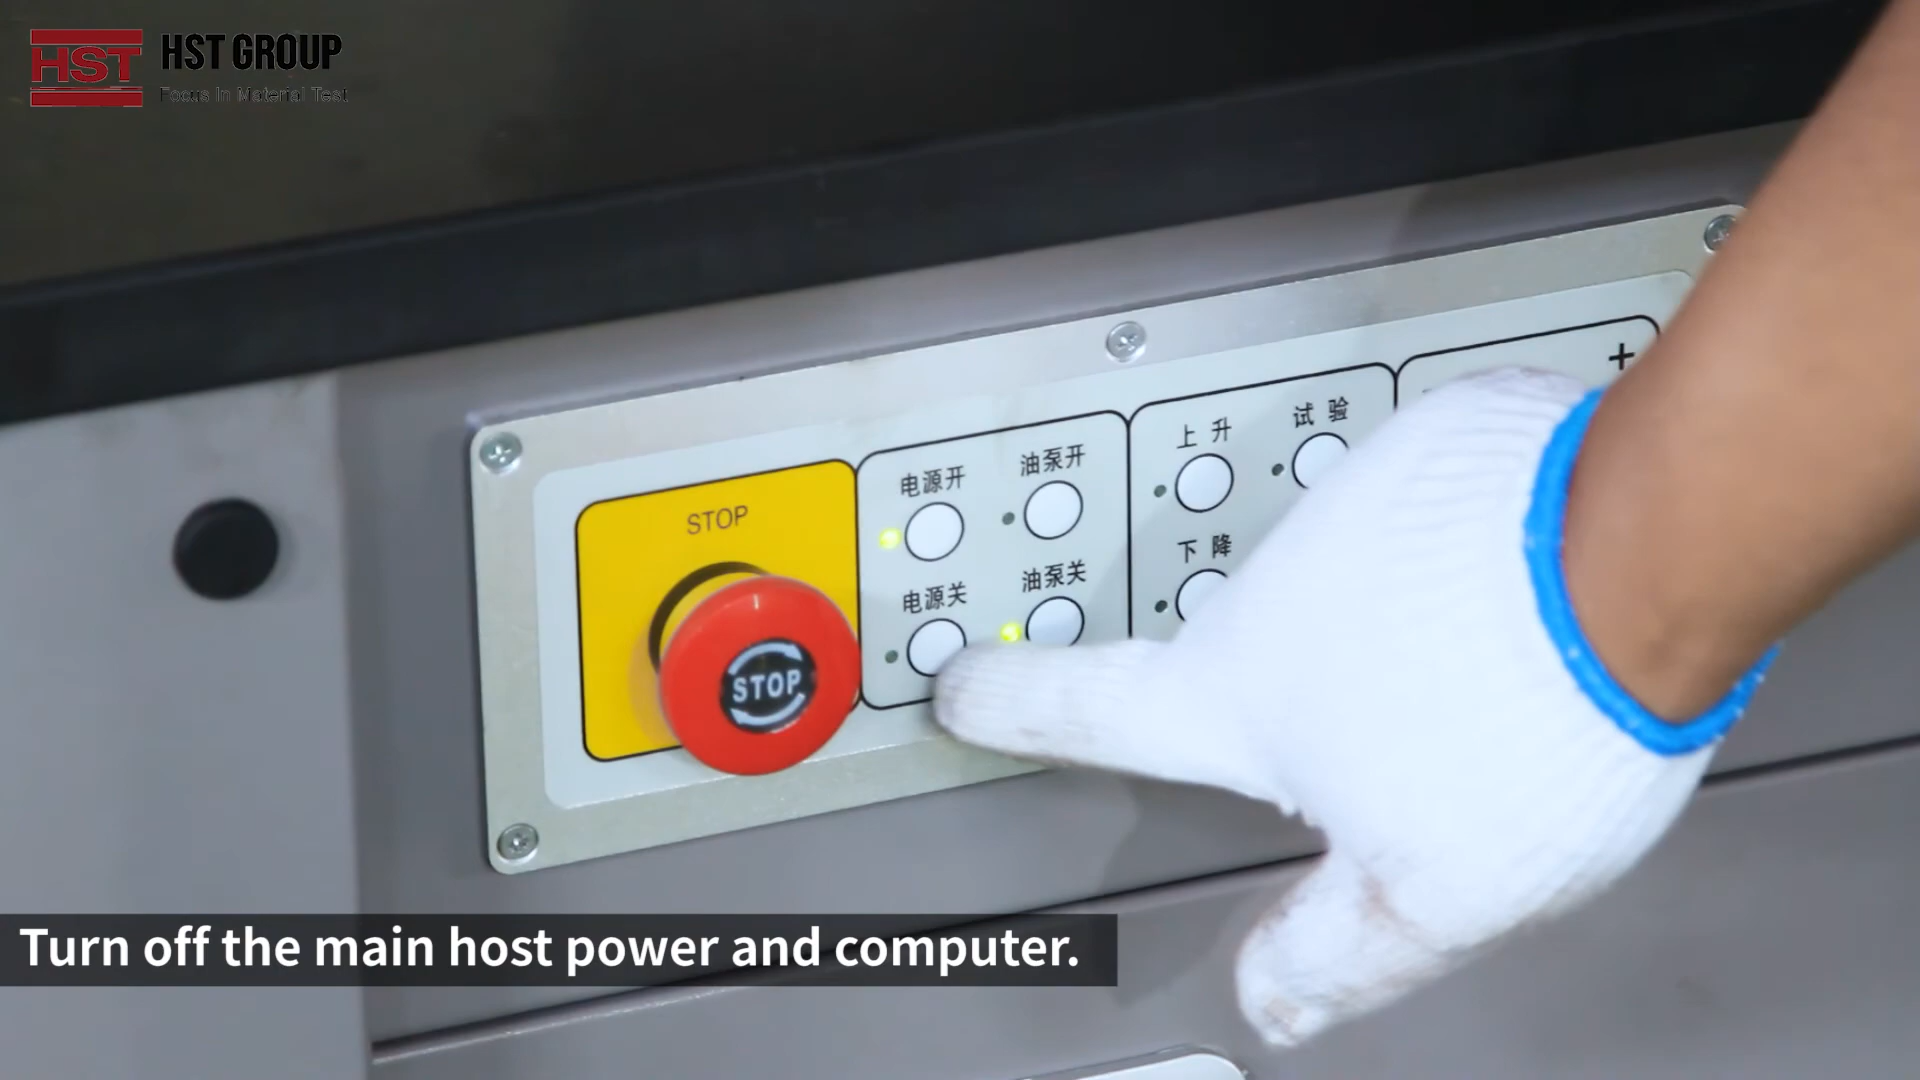 HST
HST GROUP
Focus In Material Test
+
STOP
STOP
电源开
油泵开
电源关
油泵关
上升
试验
下降
Turn off the main host power and computer.